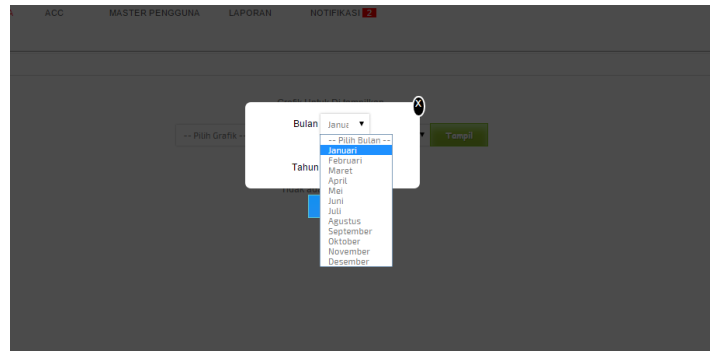 ACC MASTER PENGGUNA LAPORAN NOTIFIKASI 2
X
Bulan Janua
-- Pilih Grafik -- Tampil
-- Pilih Bulan --
Januari
Februari
Tahun
Maret
April
Mei
Juni
Juli
Agustus
September
Oktober
November
Desember